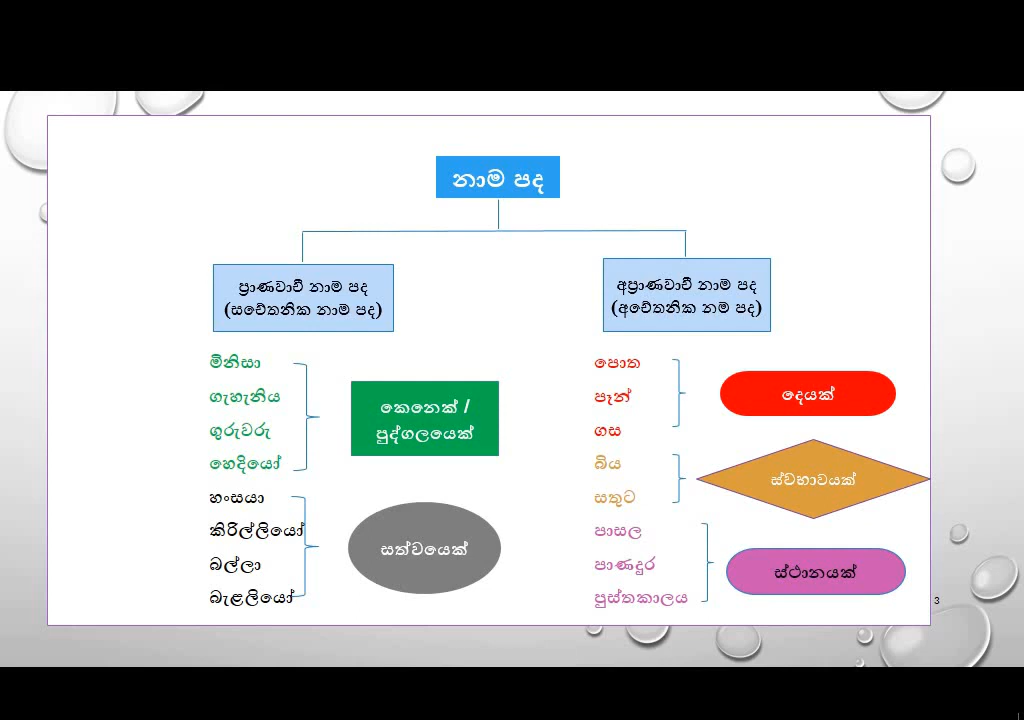 නාම පද
ප්‍රාණවාචී නාම පද
(සචේතනික නාම පද)
මිනිසා
ගැහැනිය
ගුරුවරු
හෙදියෝ
කෙනෙක් /
පුද්ගලයෙක්
හංසයා
කිරිල්ලියෝ
බල්ලා
බැළලියෝ
සත්වයෙක්
අප්‍රාණවාචී නාම පද
(අචේතනික නම පද)
පොත
පෑන්
ගස
දෙයක්
බිය
සතුට
ස්වභාවයක්
පාසල
පාණදුර
පුස්තකාලය
ස්ථානයක්
3